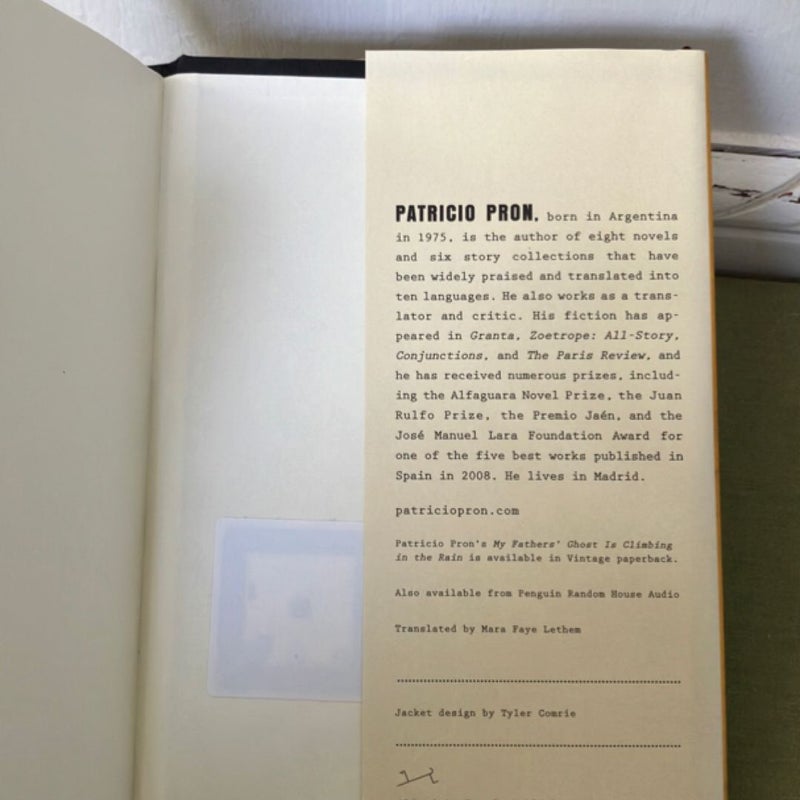 PATRICIO PRON, born in Argentina
in 1975, is the author of eight novels
and six story collections that have
been widely praised and translated into
ten languages. He also works as a trans-
lator and critic. His fiction has ap-
peared in Granta, Zoetrope: All-Story,
Conjunctions, and The Paris Review, and
he has received numerous prizes, includ-
ing the Alfaguara Novel Prize, the Juan
Rulfo Prize, the Premio Jaén, and the
José Manuel Lara Foundation Award for
one of the five best works published in
Spain in 2008. He lives in Madrid.
patriciopron.com
Patricio Pron's My Fathers' Ghost Is Climbing
in the Rain is available in Vintage paperback.
Also available from Penguin Random House Audio
Translated by Mara Faye Lethem
Jacket design by Tyler Comrie